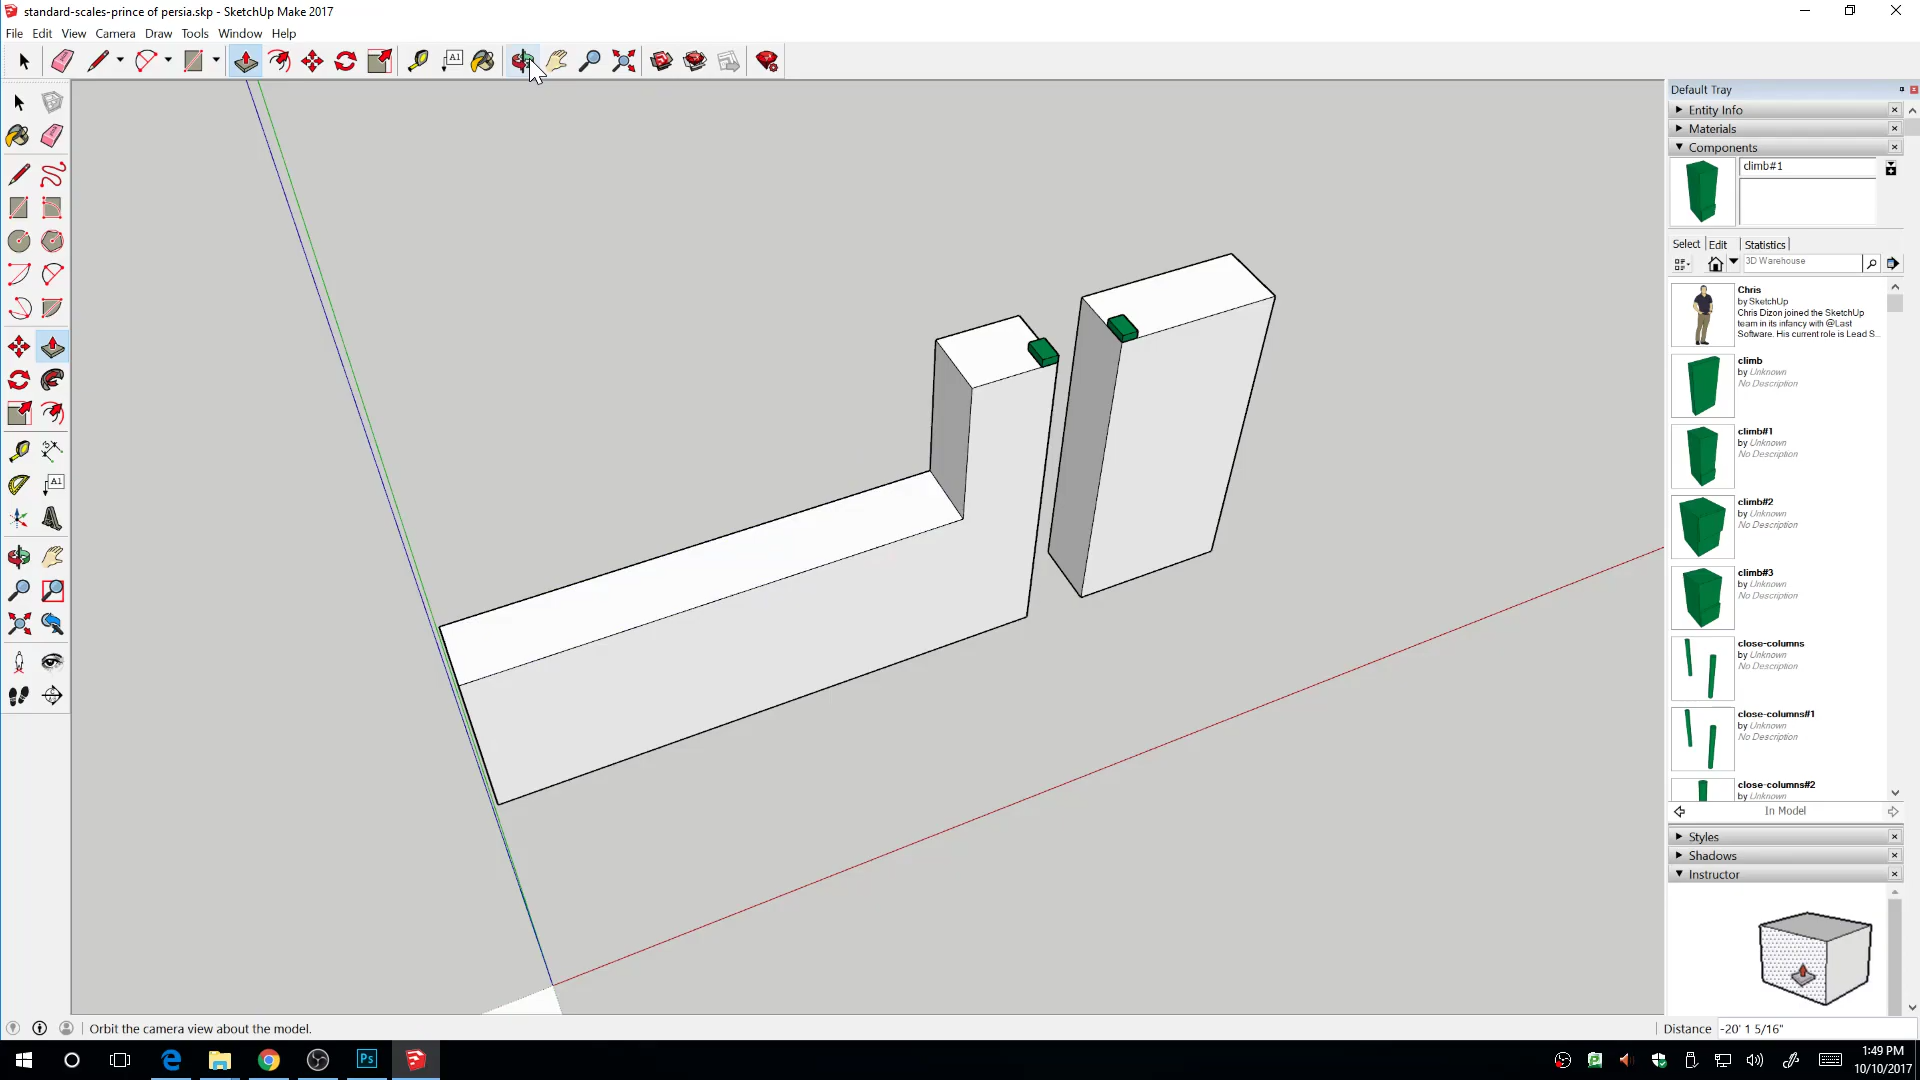 standard-scales-prince of persia.skp - SketchUp Make 2017
File Edit View Camera Draw Tools Window Help
A1
Default Tray
Entity Info
Materials
Components
climb#1
Select Edit Statistics
3D Warehouse
Chris
by SketchUp
Chris Dizon joined the SketchUp
team in its infancy with @Last
Software. His current role is Lead S...
climb
by Unknown
No Description
climb#1
by Unknown
No Description
climb#2
by Unknown
No Description
climb#3
by Unknown
No Description
close-columns
by Unknown
No Description
close-columns#1
by Unknown
No Description
close-columns#2
by Unknown
In Model
Styles
Shadows
Instructor
A1
Orbit the camera view about the model.
Distance -20' 1 5/16"
Ps
1:49 PM
10/10/2017